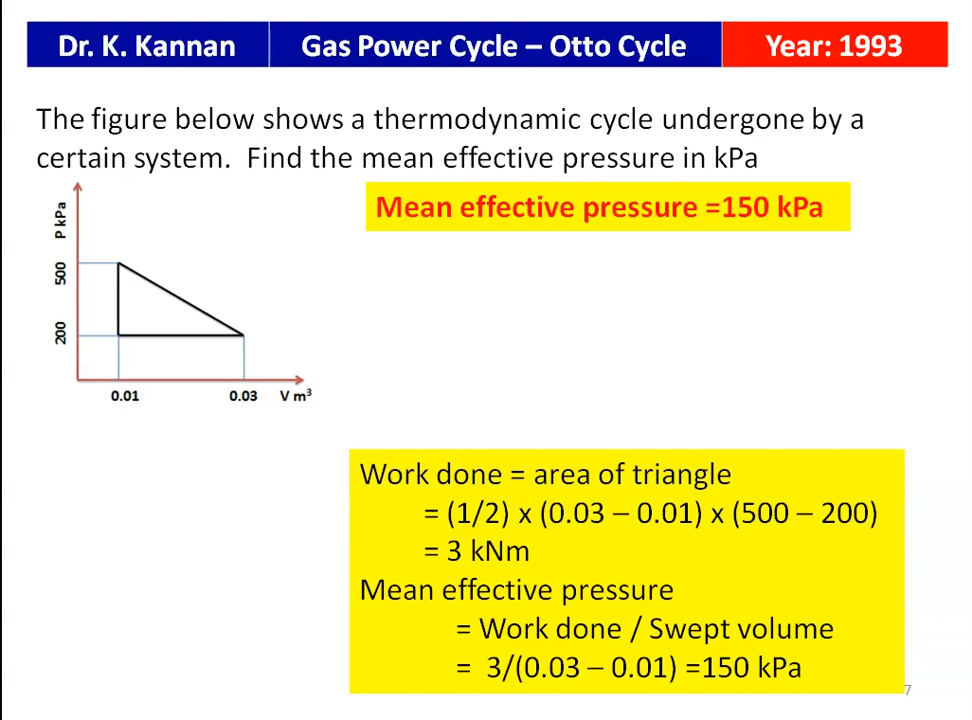 Dr. K. Kannan
Gas Power Cycle – Otto Cycle
Year: 1993
The figure below shows a thermodynamic cycle undergone by a
certain system. Find the mean effective pressure in kPa
Mean effective pressure =150 kPa
P kPa
500
200
0.01
0.03
V m³
Work done = area of triangle
= (1/2) x (0.03 – 0.01) x (500 – 200)
= 3 kNm
Mean effective pressure
= Work done / Swept volume
= 3/(0.03 – 0.01) =150 kPa
7